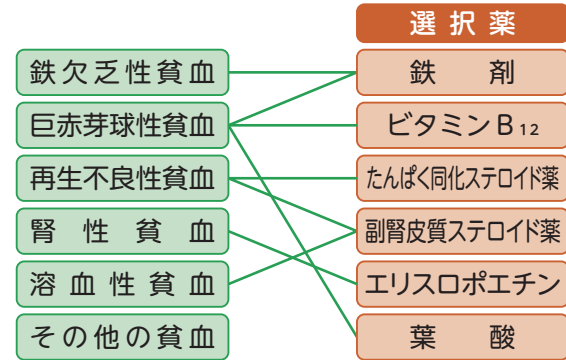 選択薬
鉄欠乏性貧血
鉄剤
巨赤芽球性貧血
ビタミンB₁₂
再生不良性貧血
たんぱく同化ステロイド薬
腎性貧血
副腎皮質ステロイド薬
溶血性貧血
エリスロポエチン
その他の貧血
葉酸